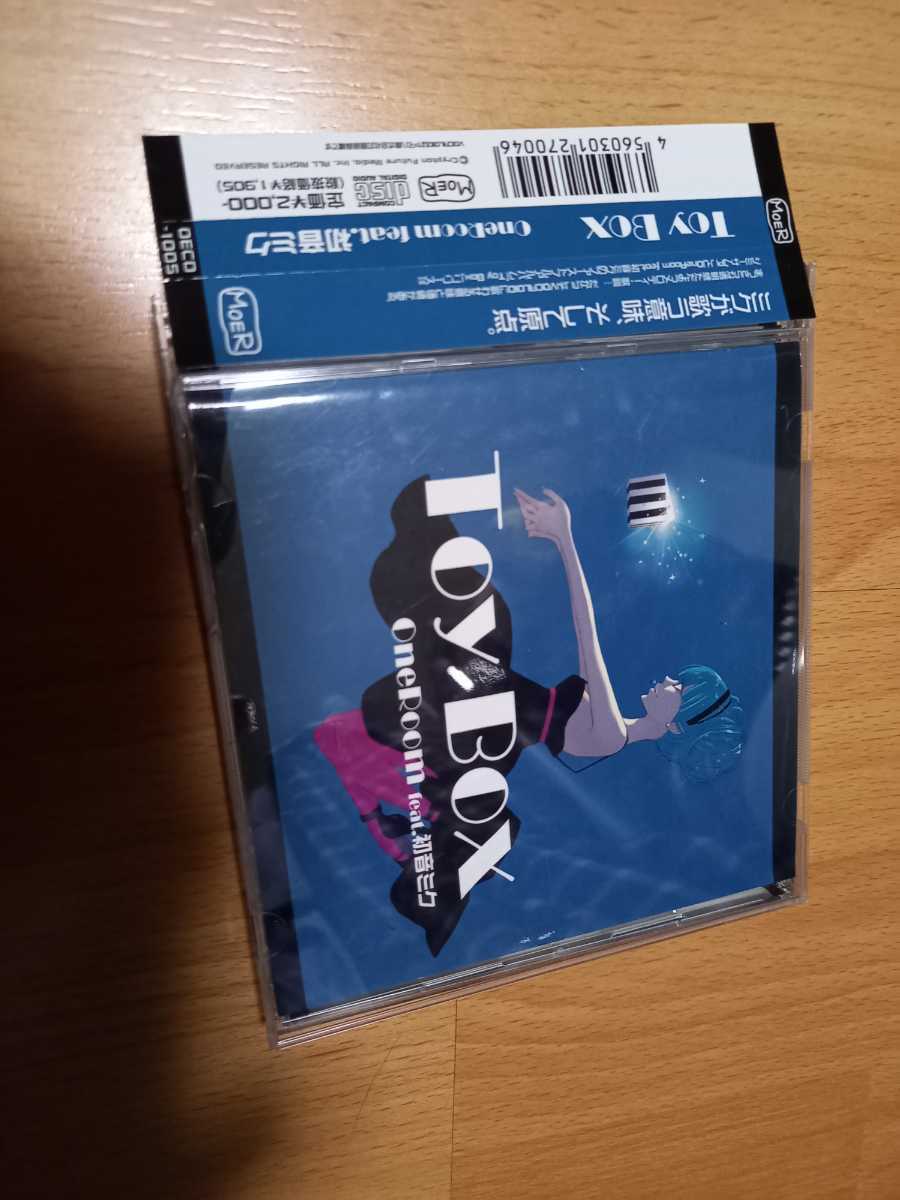 MOER
ミクが歌う意味、そして原点。
TOY BOX
OneRoom feat.初音ミク
MOER
DECO
-1005
4 560301 270046
MOER
COMPACT
disc
DIGITAL AUDIO
定価¥2,000-
(税抜価格¥1,905)
©Crypton Future Media, Inc. ALL RIGHTS RESERVED
TOY BOX
OneRoom feat.初音ミク